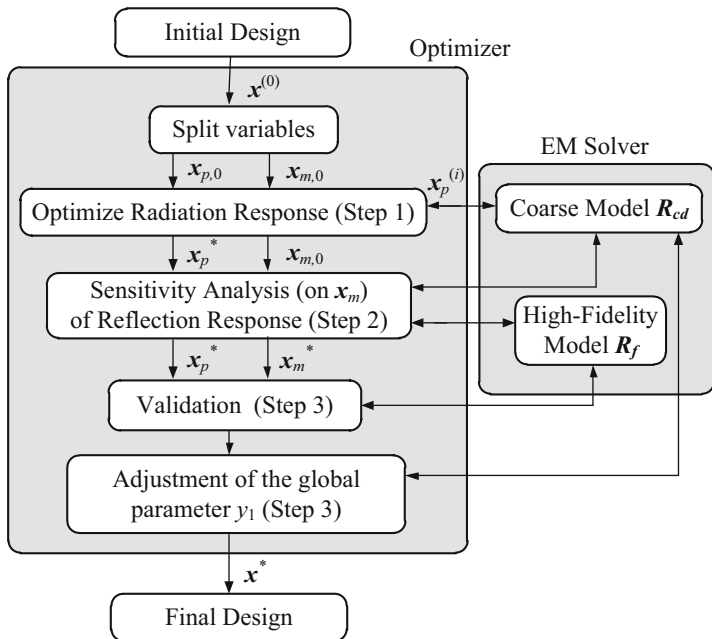 Initial Design
Optimizer
x^(0)
Split variables
EM Solver
x_p,0 x_m,0
x_p^(i)
Optimize Radiation Response (Step 1)
Coarse Model R_cd
x_p^* x_m,0
Sensitivity Analysis (on x_m)
of Reflection Response (Step 2)
High-Fidelity
Model R_f
x_p^* x_m^*
Validation (Step 3)
Adjustment of the global
parameter y_1 (Step 3)
x^*
Final Design